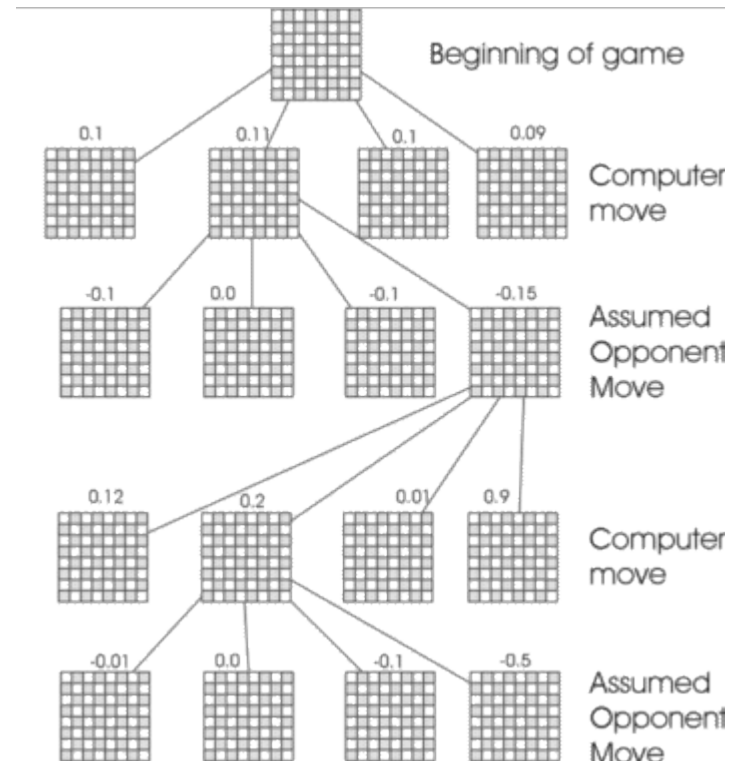 Beginning of game
0.1 0.11 0.1 0.09
Computer
move
-0.1 0.0 -0.1 -0.15
Assumed
Opponent
Move
0.12 0.2 0.01 0.9
Computer
move
-0.01 0.0 -0.1 -0.5
Assumed
Opponent
Move